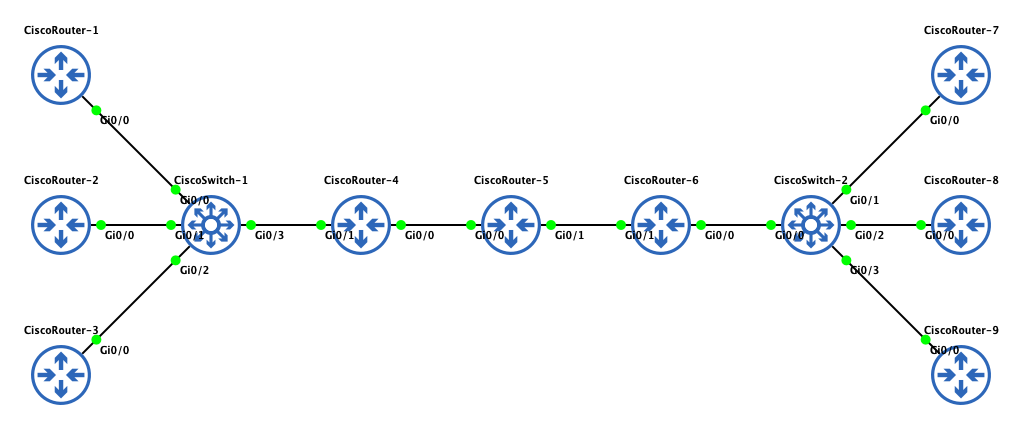 CiscoRouter-1
CiscoRouter-7
Gi0/0
Gi0/0
CiscoRouter-2
CiscoSwitch-1
CiscoRouter-4
CiscoRouter-5
CiscoRouter-6
CiscoSwitch-2
CiscoRouter-8
Gi0/0
Gi0/1
Gi0/0
Gi0/1
Gi0/3
Gi0/1
Gi0/0
Gi0/0
Gi0/1
Gi0/1
Gi0/0
Gi0/0
Gi0/2
Gi0/0
Gi0/2
Gi0/3
CiscoRouter-3
CiscoRouter-9
Gi0/0
Gi0/0